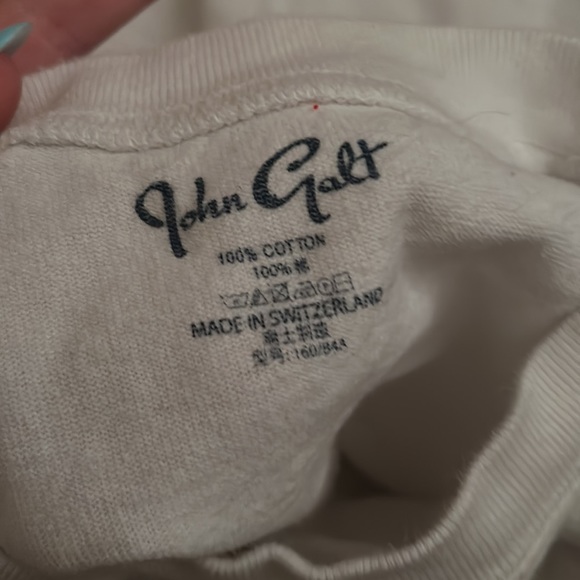 John Galt
100% COTTON
100% 棉
MADE IN SWITZERLAND
瑞士制造
型号: 160/84A